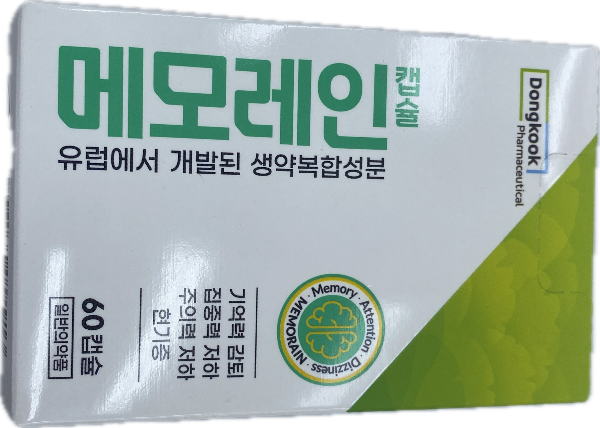 메모레인
캡슐
유럽에서 개발된 생약복합성분
Dongkook
Pharmaceutical
Memory · Attention · Dizziness · MEMORAIN ·
기억력 감퇴
집중력 저하
주의력 저하
현기증
60캡슐
일반의약품